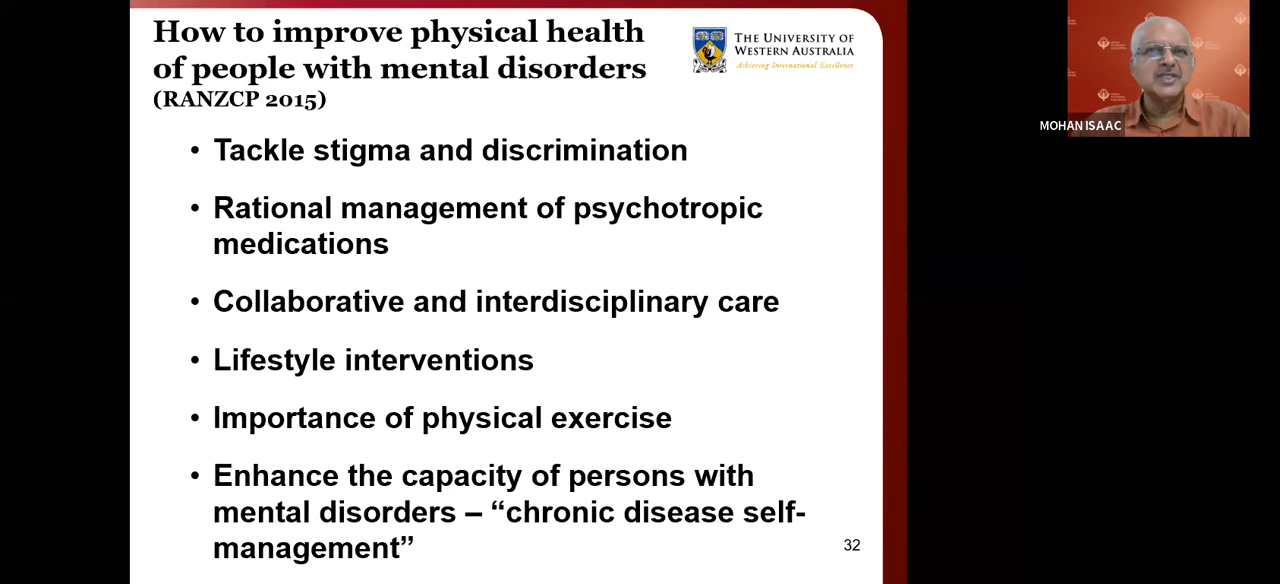 How to improve physical health
of people with mental disorders
(RANZCP 2015)
THE UNIVERSITY OF
WESTERN AUSTRALIA
Achieving International Excellence
• Tackle stigma and discrimination
• Rational management of psychotropic
medications
• Collaborative and interdisciplinary care
• Lifestyle interventions
• Importance of physical exercise
• Enhance the capacity of persons with
mental disorders – “chronic disease self-
management”
32
MOHAN ISAAC